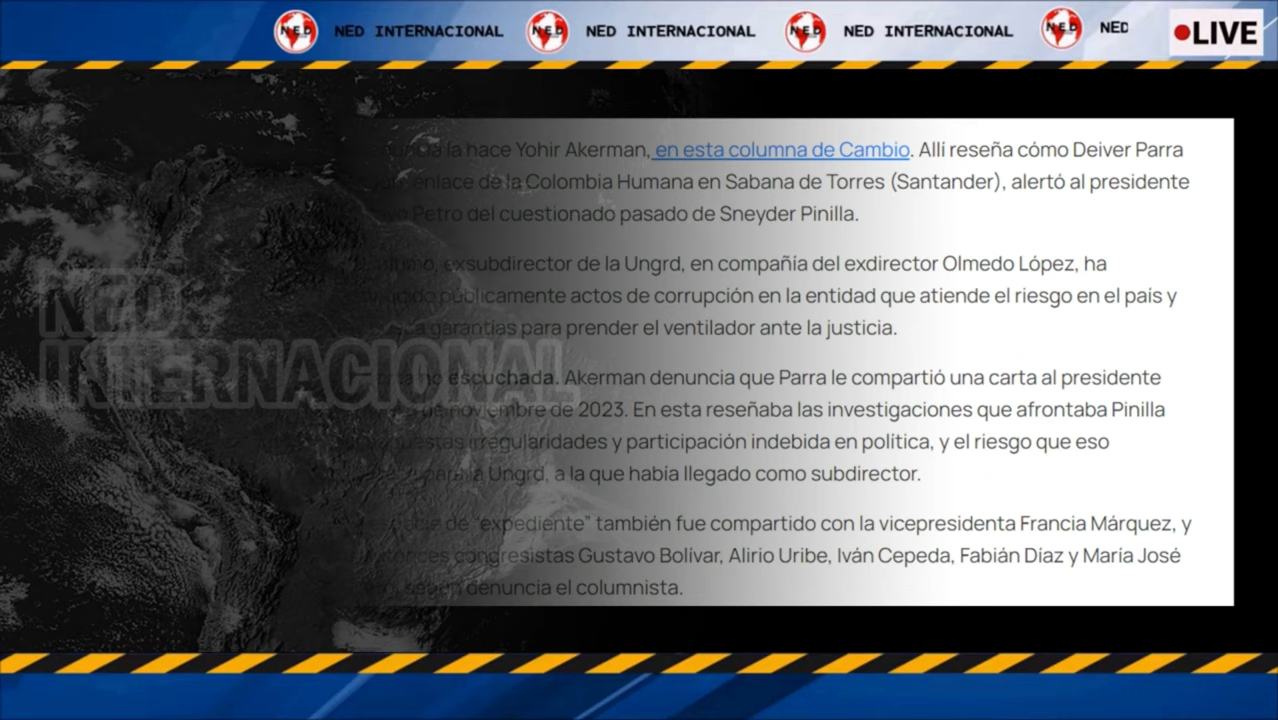 NED INTERNACIONAL NED INTERNACIONAL NED INTERNACIONAL NED
LIVE
la hace Yohir Akerman, en esta columna de Cambio. Allí reseña cómo Deiver Parra
enlace de la Colombia Humana en Sabana de Torres (Santander), alertó al presidente
Petro del cuestionado pasado de Sneyder Pinilla.
exsubdirector de la Ungrd, en compañía del exdirector Olmedo López, ha
públicamente actos de corrupción en la entidad que atiende el riesgo en el país y
garantías para prender el ventilador ante la justicia.
NED
INTERNACIONAL
escuchada. Akerman denuncia que Parra le compartió una carta al presidente
de noviembre de 2023. En esta reseñaba las investigaciones que afrontaba Pinilla
irregularidades y participación indebida en política, y el riesgo que eso
para la Ungrd, a la que había llegado como subdirector.
de “expediente” también fue compartido con la vicepresidenta Francia Márquez, y
congresistas Gustavo Bolívar, Alirio Uribe, Iván Cepeda, Fabián Díaz y María José
según denuncia el columnista.